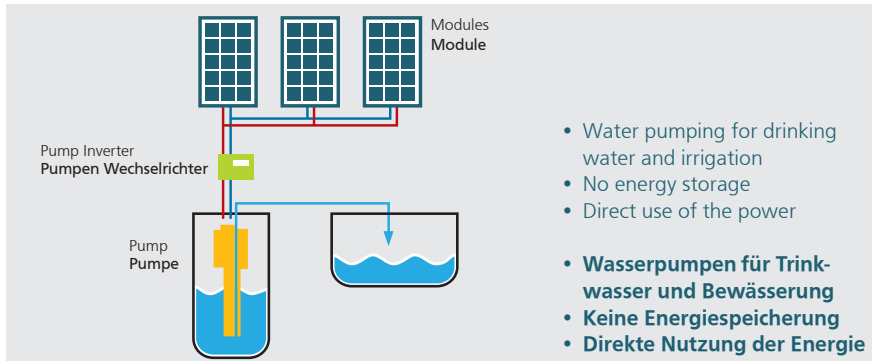 Modules
Module
Pump Inverter
Pumpen Wechselrichter
Pump
Pumpe
• Water pumping for drinking
water and irrigation
• No energy storage
• Direct use of the power
• Wasserpumpen für Trink-
wasser und Bewässerung
• Keine Energiespeicherung
• Direkte Nutzung der Energie